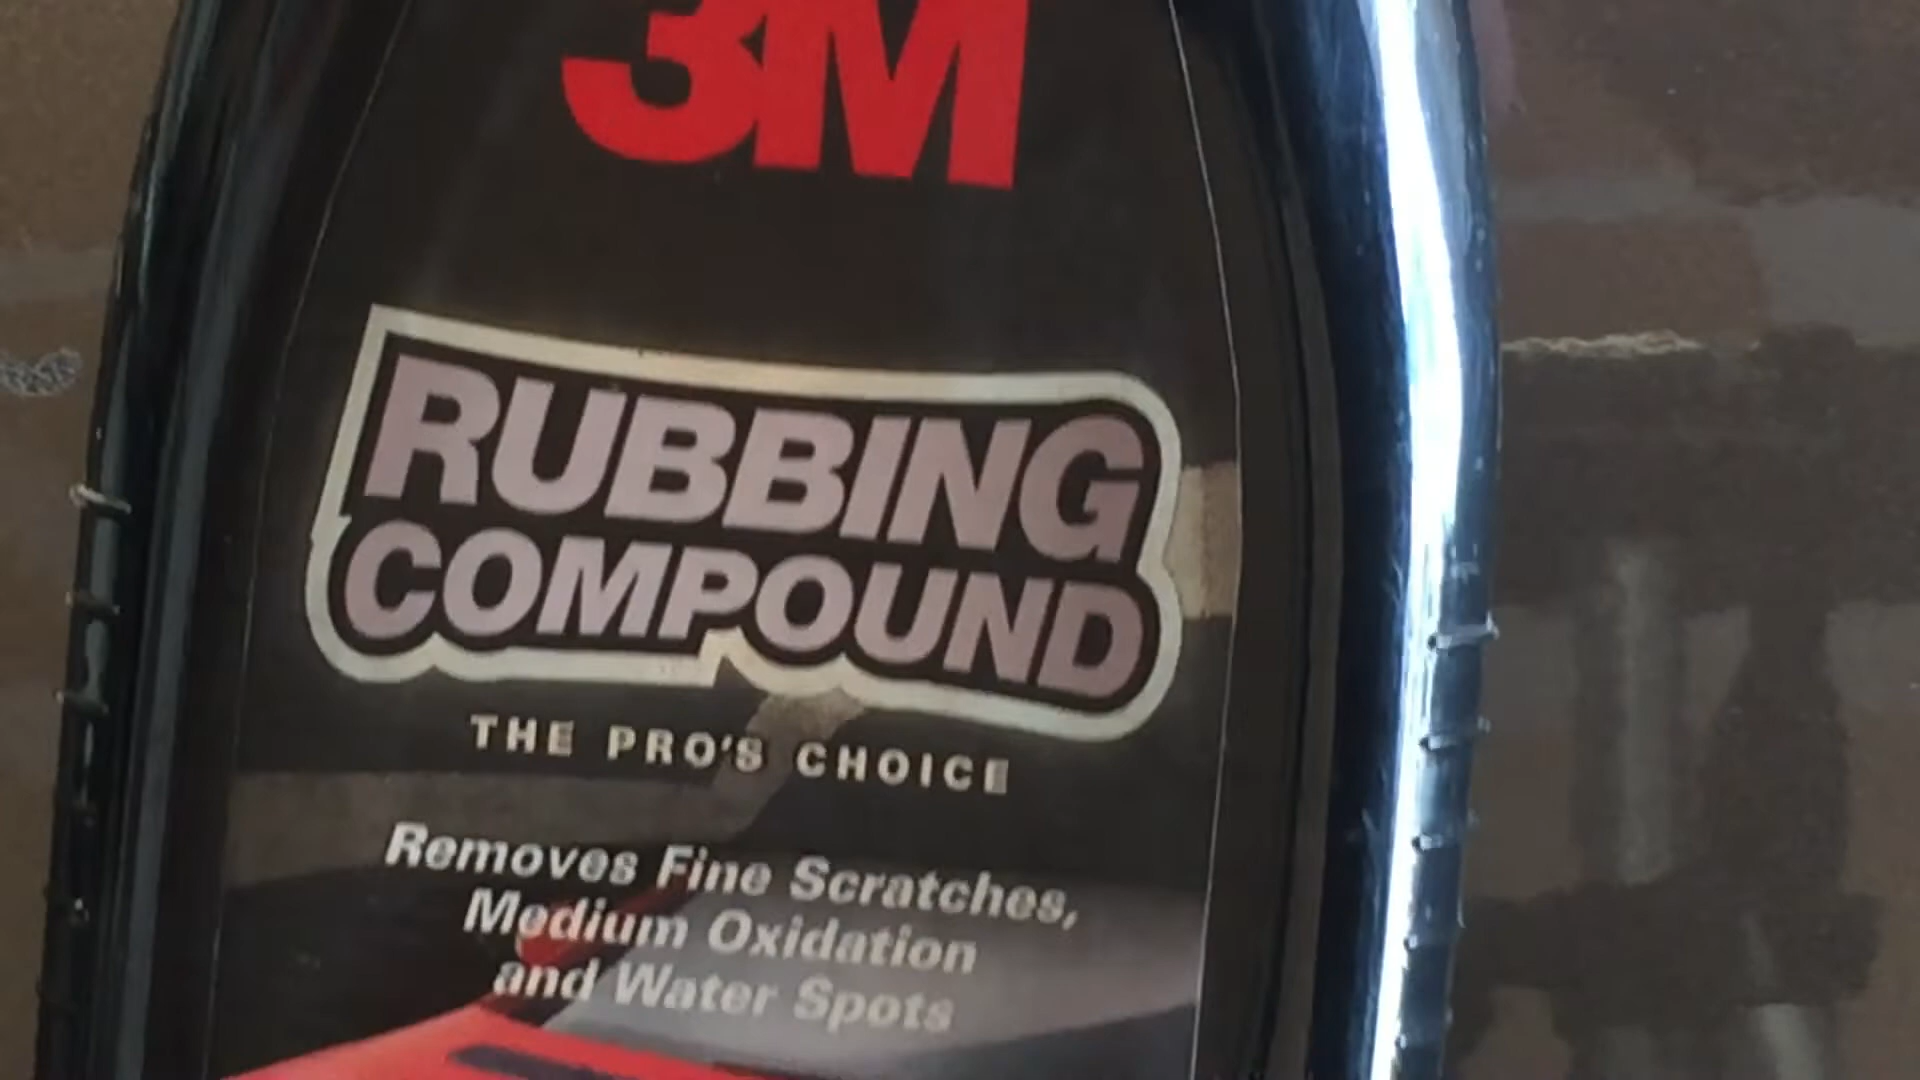 3M
RUBBING
COMPOUND
THE PRO'S CHOICE
Removes Fine Scratches,
Medium Oxidation
and Water Spots